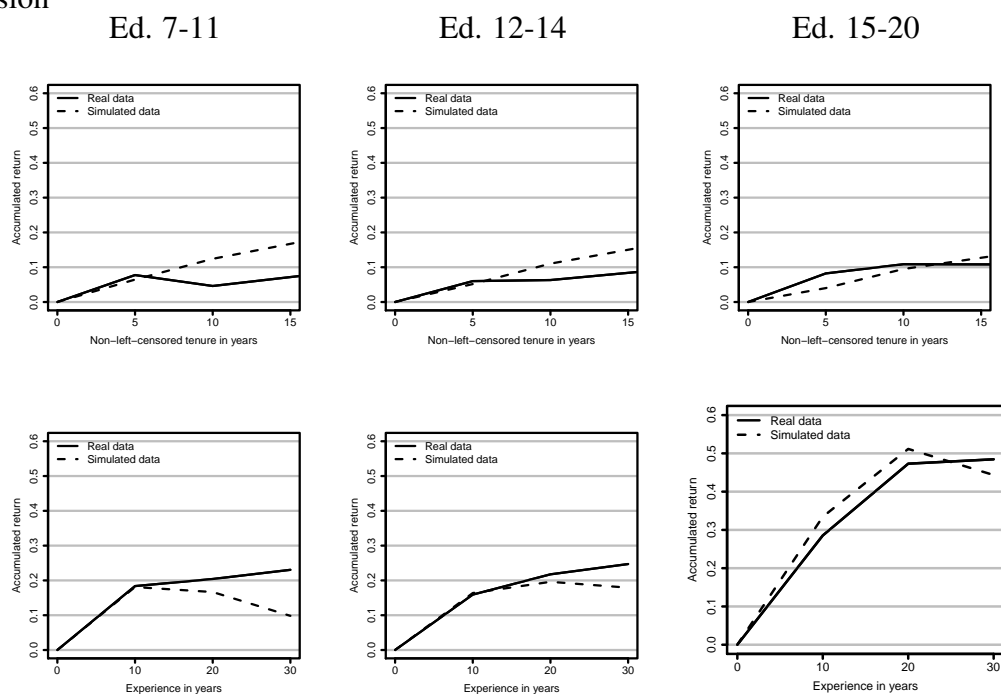 sion
Ed. 7-11
Ed. 12-14
Ed. 15-20
Real data
Simulated data
Accumulated return
0.0 0.1 0.2 0.3 0.4 0.5 0.6
0 5 10 15
Non−left−censored tenure in years
Real data
Simulated data
Accumulated return
0.0 0.1 0.2 0.3 0.4 0.5 0.6
0 5 10 15
Non−left−censored tenure in years
Real data
Simulated data
Accumulated return
0.0 0.1 0.2 0.3 0.4 0.5 0.6
0 5 10 15
Non−left−censored tenure in years
Real data
Simulated data
Accumulated return
0.0 0.1 0.2 0.3 0.4 0.5 0.6
0 10 20 30
Experience in years
Real data
Simulated data
Accumulated return
0.0 0.1 0.2 0.3 0.4 0.5 0.6
0 10 20 30
Experience in years
Real data
Simulated data
Accumulated return
0.0 0.1 0.2 0.3 0.4 0.5 0.6
0 10 20 30
Experience in years